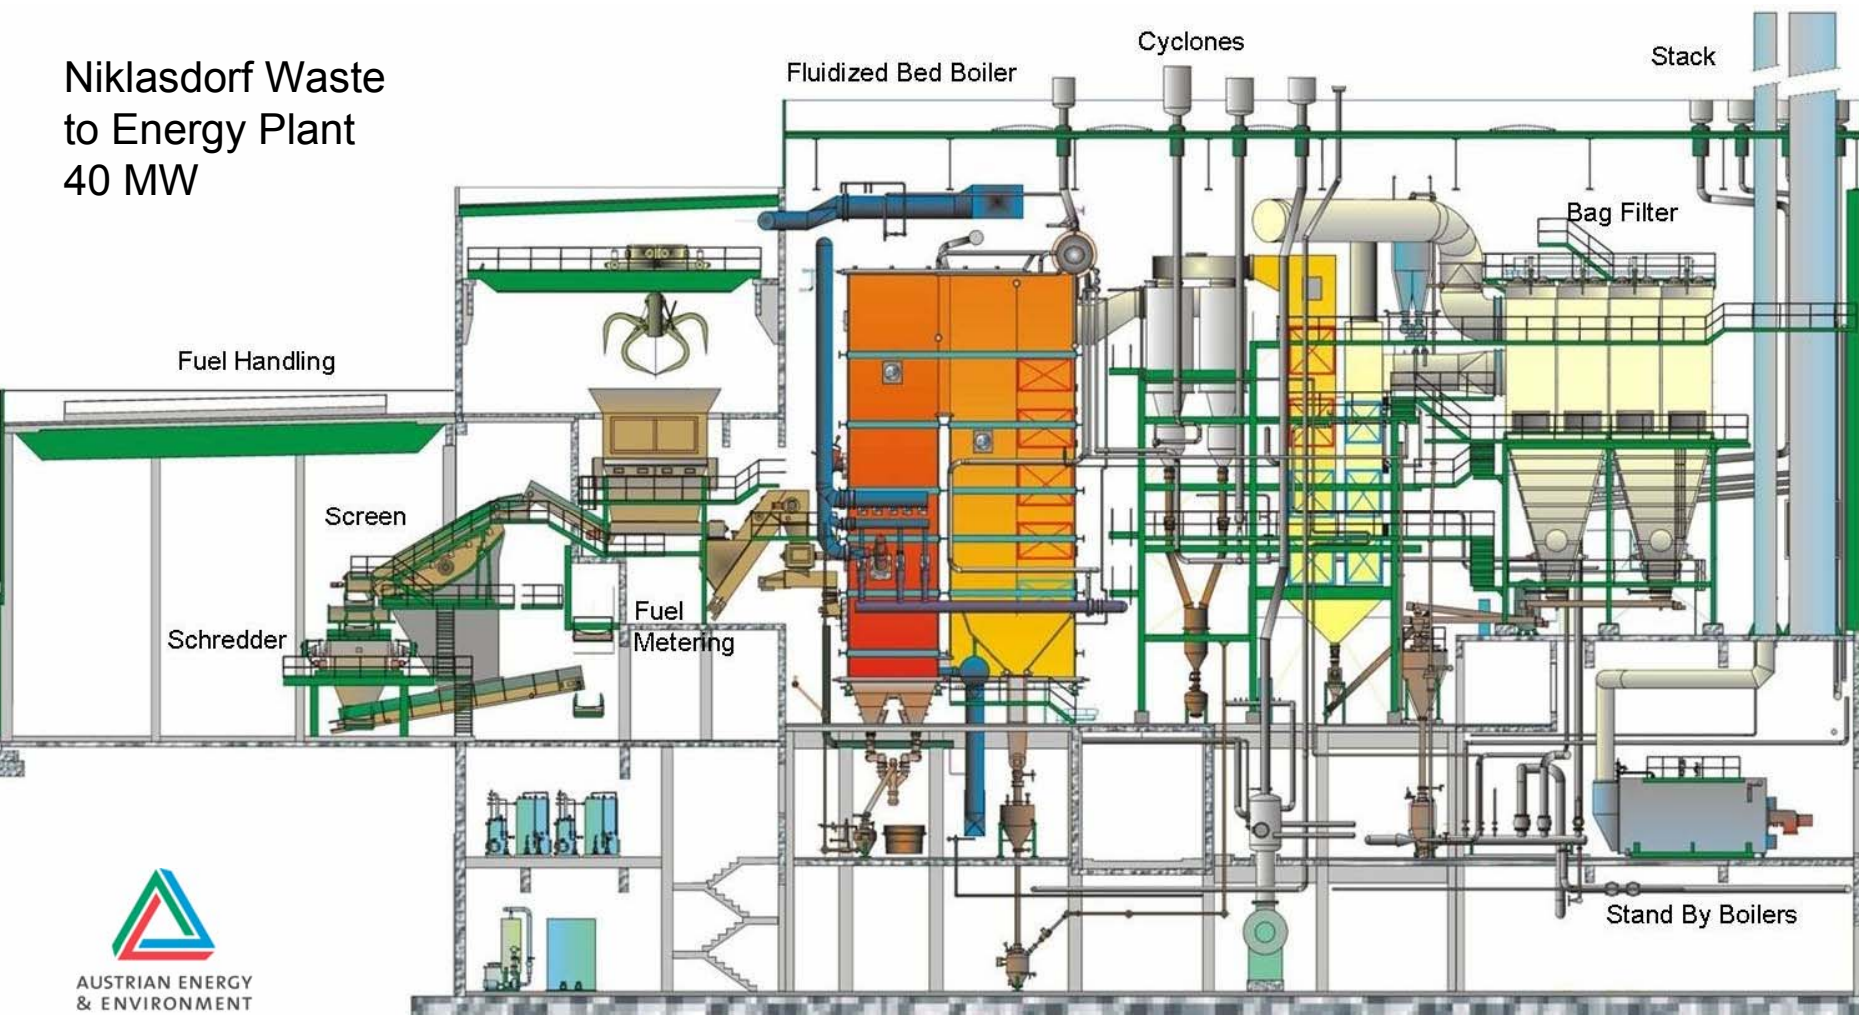 Niklasdorf Waste
to Energy Plant
40 MW
Fluidized Bed Boiler
Cyclones
Stack
Bag Filter
Fuel Handling
Screen
Schredder
Fuel
Metering
Stand By Boilers
AUSTRIAN ENERGY
& ENVIRONMENT